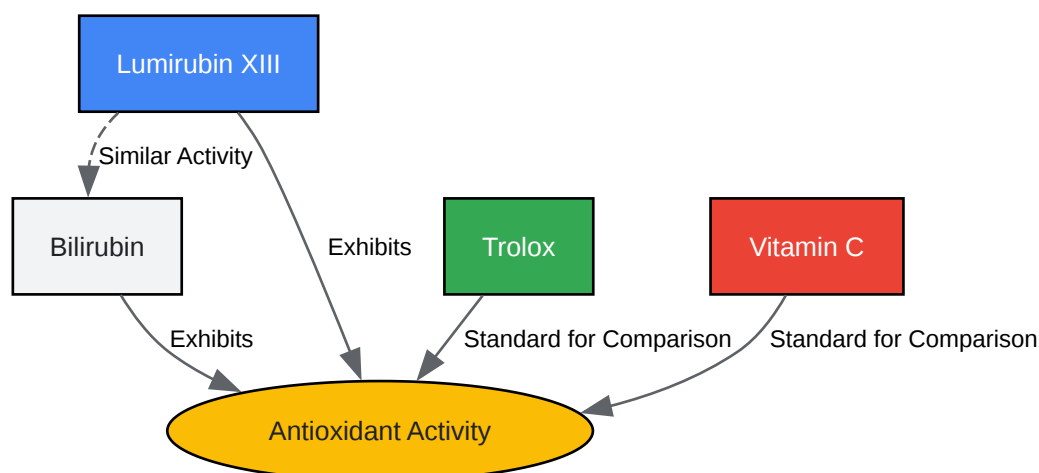 Lumirubin XIII
Similar Activity
Bilirubin
Exhibits
Trolox
Vitamin C
Exhibits
Standard for Comparison
Standard for Comparison
Antioxidant Activity